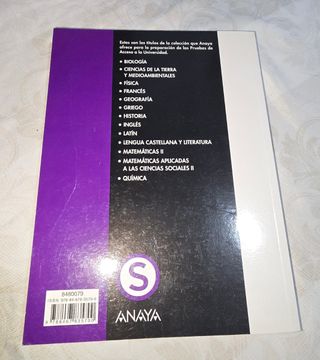 Estos son los títulos de la colección que Anaya
ofrece para la preparación de las Pruebas de
Acceso a la Universidad.
• BIOLOGÍA
• CIENCIAS DE LA TIERRA
Y MEDIOAMBIENTALES
• FÍSICA
• FRANCÉS
• GEOGRAFÍA
• GRIEGO
• HISTORIA
• INGLÉS
• LATÍN
• LENGUA CASTELLANA Y LITERATURA
• MATEMÁTICAS II
• MATEMÁTICAS APLICADAS
A LAS CIENCIAS SOCIALES II
• QUÍMICA
S
ANAYA
8460073